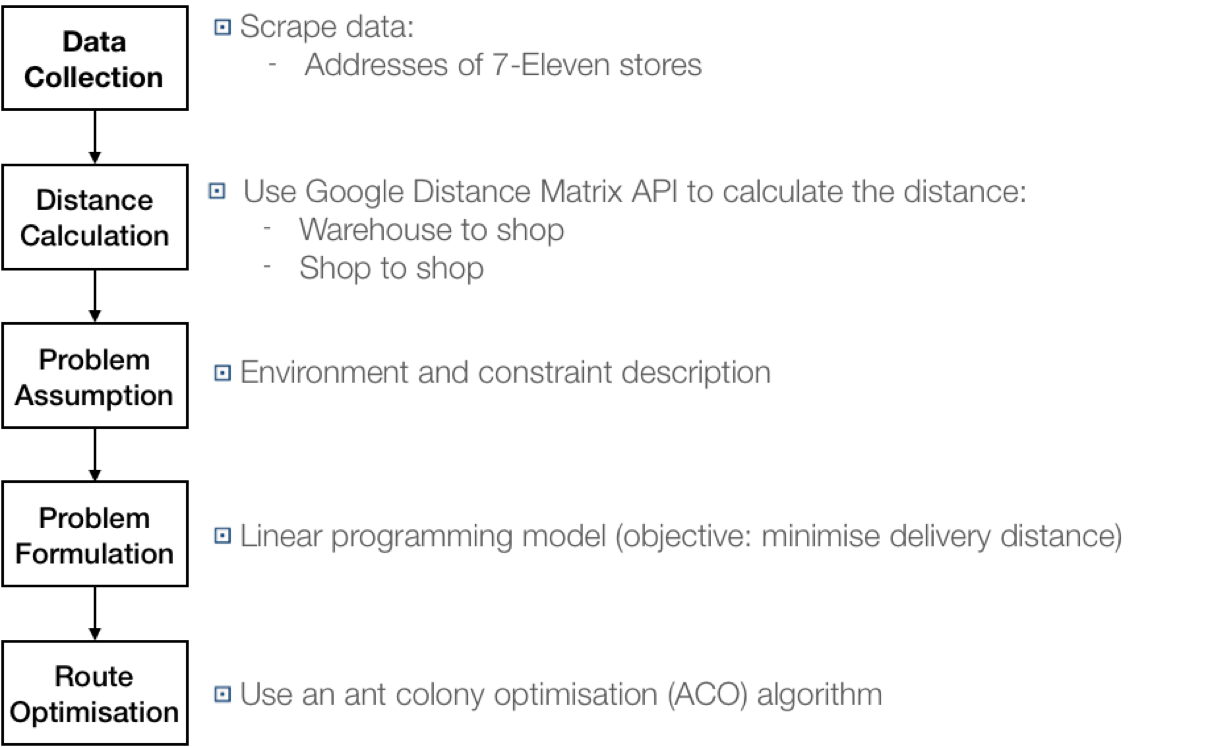 Data
Collection
Scrape data:
- Addresses of 7-Eleven stores
Distance
Calculation
Use Google Distance Matrix API to calculate the distance:
- Warehouse to shop
- Shop to shop
Problem
Assumption
Environment and constraint description
Problem
Formulation
Linear programming model (objective: minimise delivery distance)
Route
Optimisation
Use an ant colony optimisation (ACO) algorithm